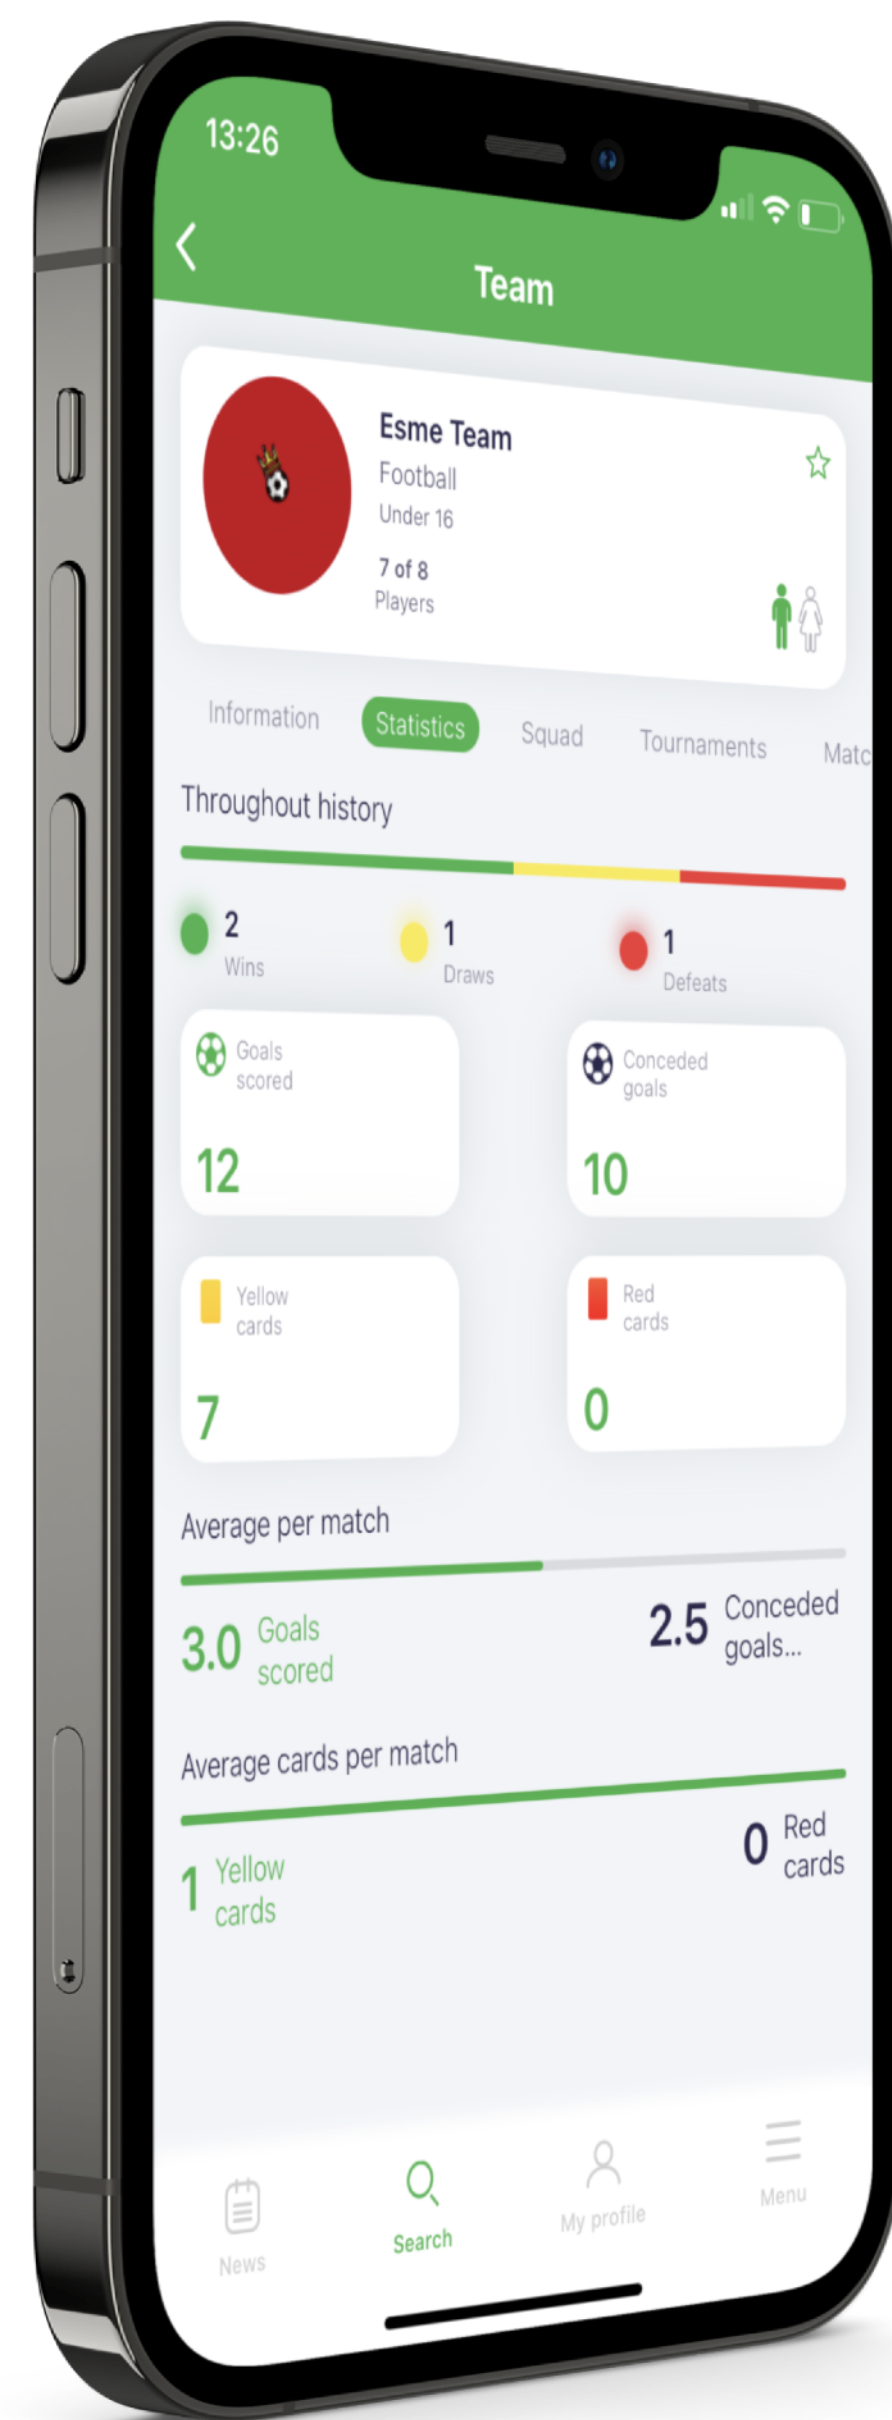 13:26
Team
Esme Team
Football
Under 16
7 of 8
Players
Information Statistics Squad Tournaments Matc
Throughout history
2
Wins
1
Draws
1
Defeats
Goals
scored
12
Conceded
goals
10
Yellow
cards
7
Red
cards
0
Average per match
3.0 Goals
scored
2.5 Conceded
goals...
Average cards per match
1 Yellow
cards
0 Red
cards
News
Search
My profile
Menu